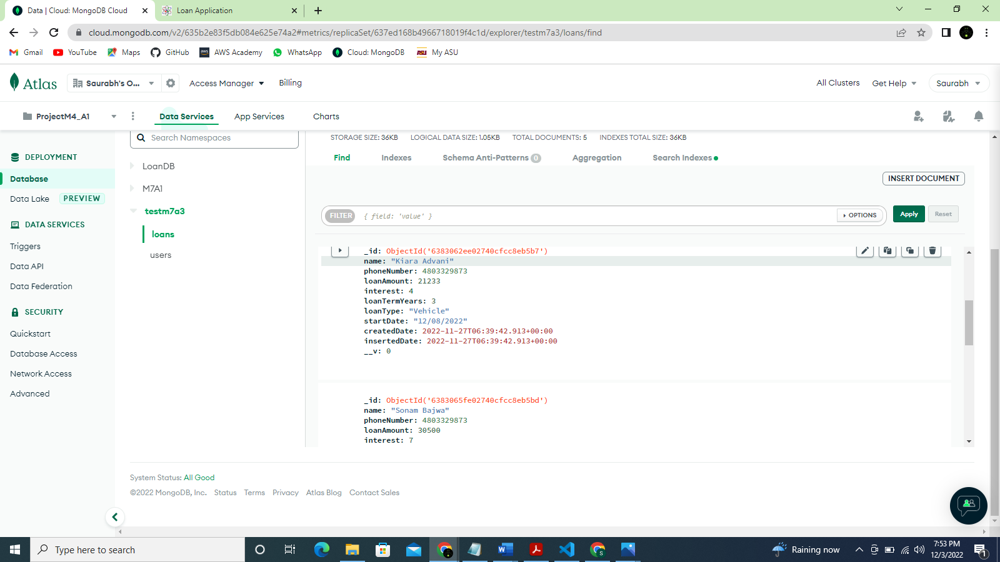 Data | Cloud: MongoDB Cloud
Loan Application
cloud.mongodb.com/v2/635b2e83f5db084e625e74a2#metrics/replicaSet/637ed168b4966718019f4c1d/explorer/testm7a3/loans/find
Gmail YouTube Maps GitHub AWS Academy WhatsApp Cloud: MongoDB My ASU
Atlas Saurabh's O... Access Manager Billing All Clusters Get Help Saurabh
ProjectM4_A1 Data Services App Services Charts
DEPLOYMENT
Database
Data Lake PREVIEW
DATA SERVICES
Triggers
Data API
Data Federation
SECURITY
Quickstart
Database Access
Network Access
Advanced
Search Namespaces
LoanDB
M7A1
testm7a3
loans
users
STORAGE SIZE: 36KB LOGICAL DATA SIZE: 1.05KB TOTAL DOCUMENTS: 5 INDEXES TOTAL SIZE: 36KB
Find Indexes Schema Anti-Patterns 0 Aggregation Search Indexes
INSERT DOCUMENT
FILTER { field: 'value' } OPTIONS Apply Reset
_id: ObjectId('6383062ee02740cfcc8eb5b7')
name: "Kiara Advani"
phoneNumber: 4803329873
loanAmount: 21233
interest: 4
loanTermYears: 3
loanType: "Vehicle"
startDate: "12/08/2022"
createdDate: 2022-11-27T06:39:42.913+00:00
insertedDate: 2022-11-27T06:39:42.913+00:00
__v: 0
_id: ObjectId('6383065fe02740cfcc8eb5bd')
name: "Sonam Bajwa"
phoneNumber: 4803329873
loanAmount: 30500
interest: 7
System Status: All Good
©2022 MongoDB, Inc. Status Terms Privacy Atlas Blog Contact Sales
Type here to search
Raining now
7:53 PM
12/3/2022
1